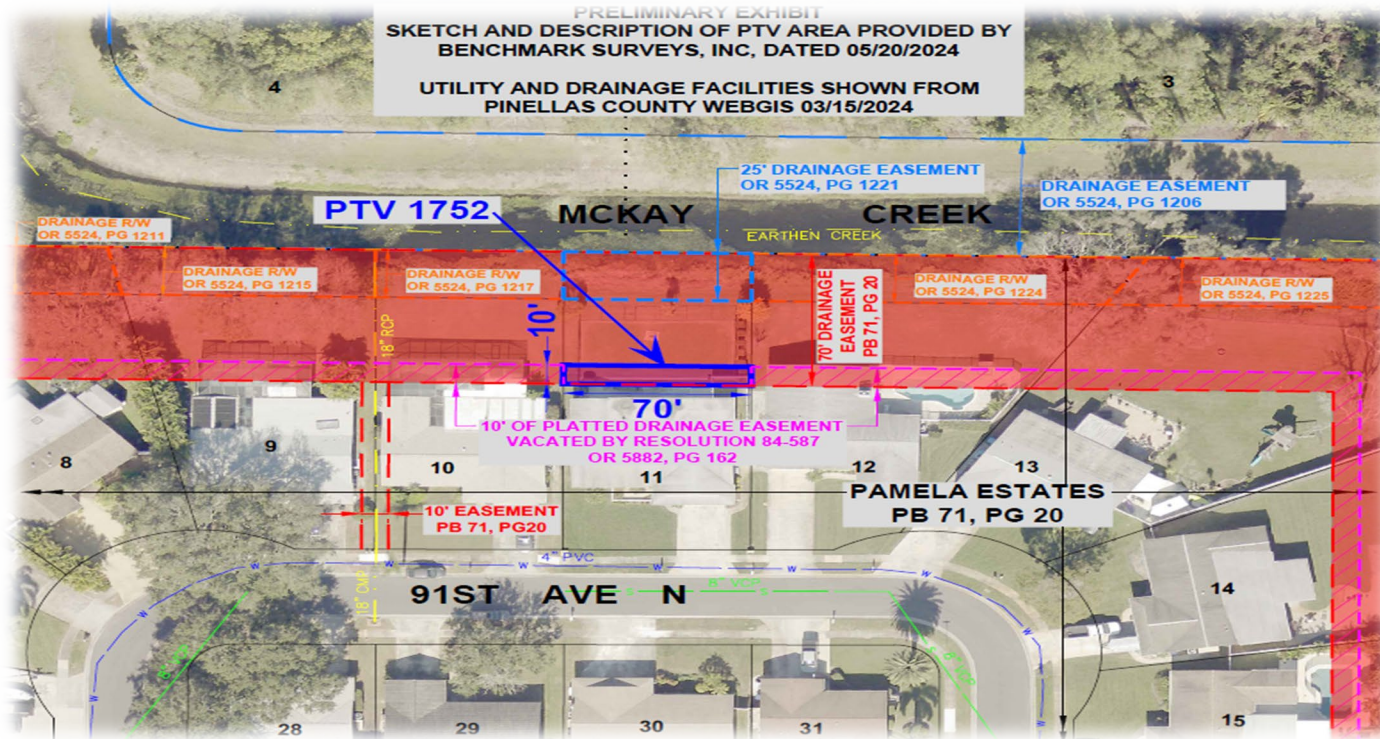 PRELIMINARY EXHIBIT
SKETCH AND DESCRIPTION OF PTV AREA PROVIDED BY
BENCHMARK SURVEYS, INC, DATED 05/20/2024
UTILITY AND DRAINAGE FACILITIES SHOWN FROM
PINELLAS COUNTY WEBGIS 03/15/2024
4
3
25' DRAINAGE EASEMENT
OR 5524, PG 1221
DRAINAGE EASEMENT
OR 5524, PG 1206
PTV 1752
MCKAY CREEK
EARTHEN CREEK
DRAINAGE R/W
OR 5524, PG 1211
DRAINAGE R/W
OR 5524, PG 1215
DRAINAGE R/W
OR 5524, PG 1217
DRAINAGE R/W
OR 5524, PG 1224
DRAINAGE R/W
OR 5524, PG 1225
70' DRAINAGE
EASEMENT
PB 71, PG 20
18" RCP
10'
70'
10' OF PLATTED DRAINAGE EASEMENT
VACATED BY RESOLUTION 84-587
OR 5882, PG 162
8
9
10
11
12
13
PAMELA ESTATES
PB 71, PG 20
10' EASEMENT
PB 71, PG20
4" PVC
W W W W W W
8" VCP
S S
91ST AVE N
18" CMP
14
W W
8" VCP
S 8" VCP
W W
28
29
30
31
15